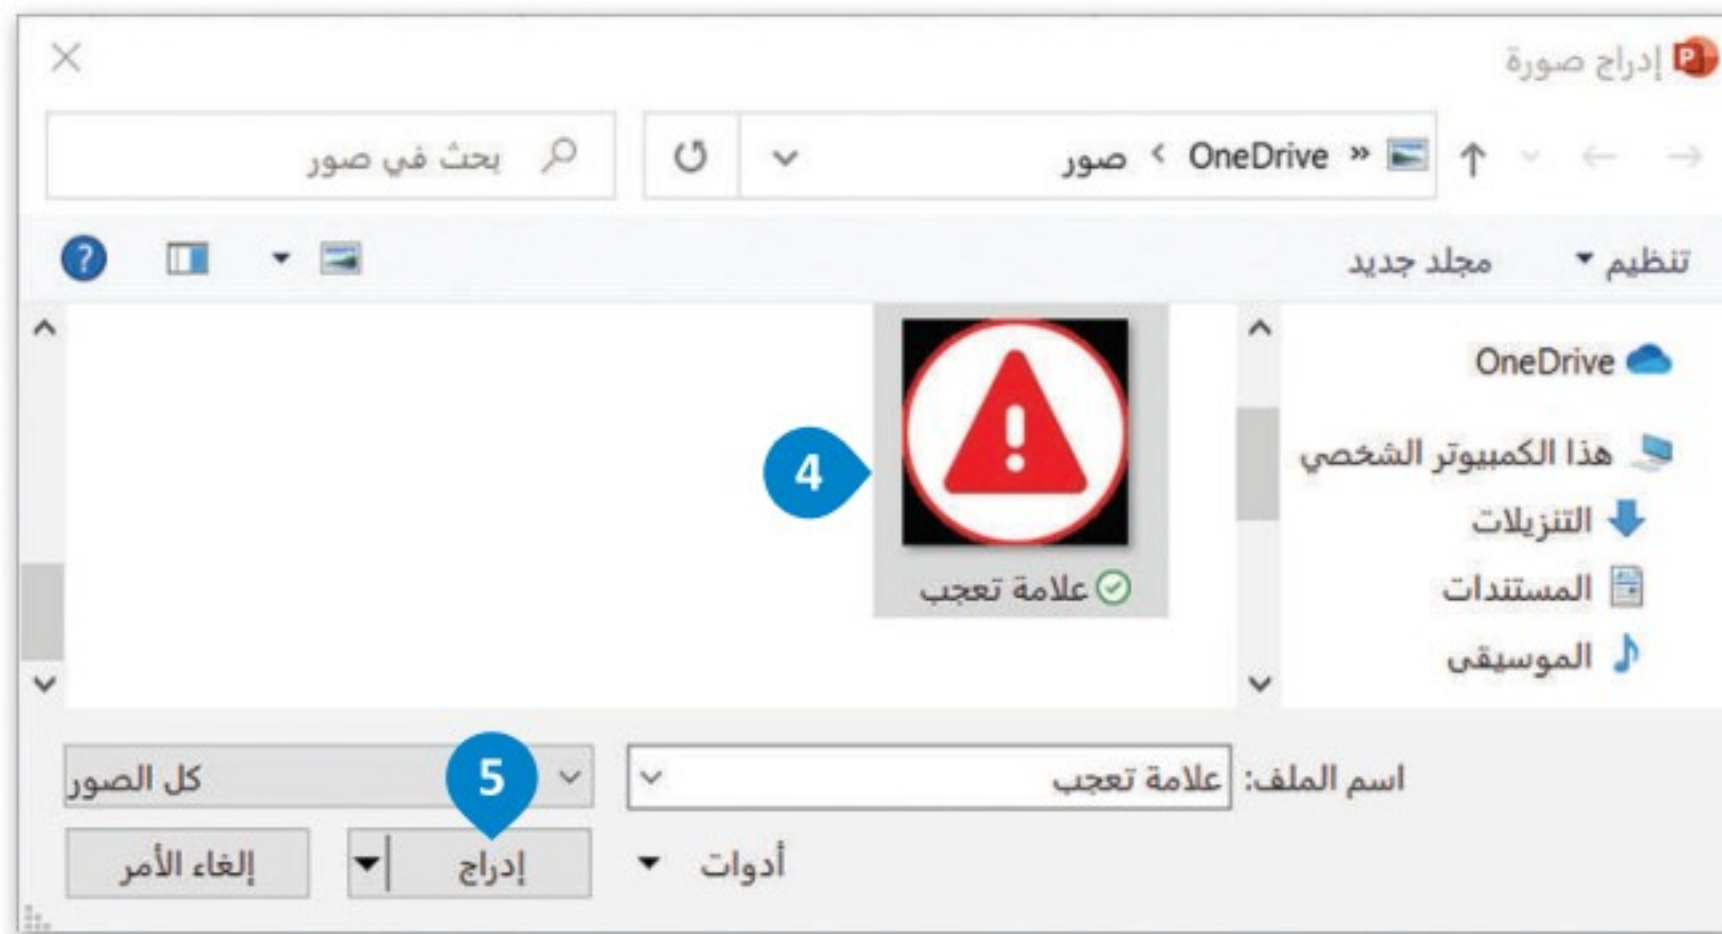 إدراج صورة
OneDrive › صور
بحث في صور
تنظيم
مجلد جديد
OneDrive
هذا الكمبيوتر الشخصي
التنزيلات
المستندات
الموسيقى
4
علامة تعجب
اسم الملف: علامة تعجب
5
كل الصور
أدوات
إدراج
إلغاء الأمر